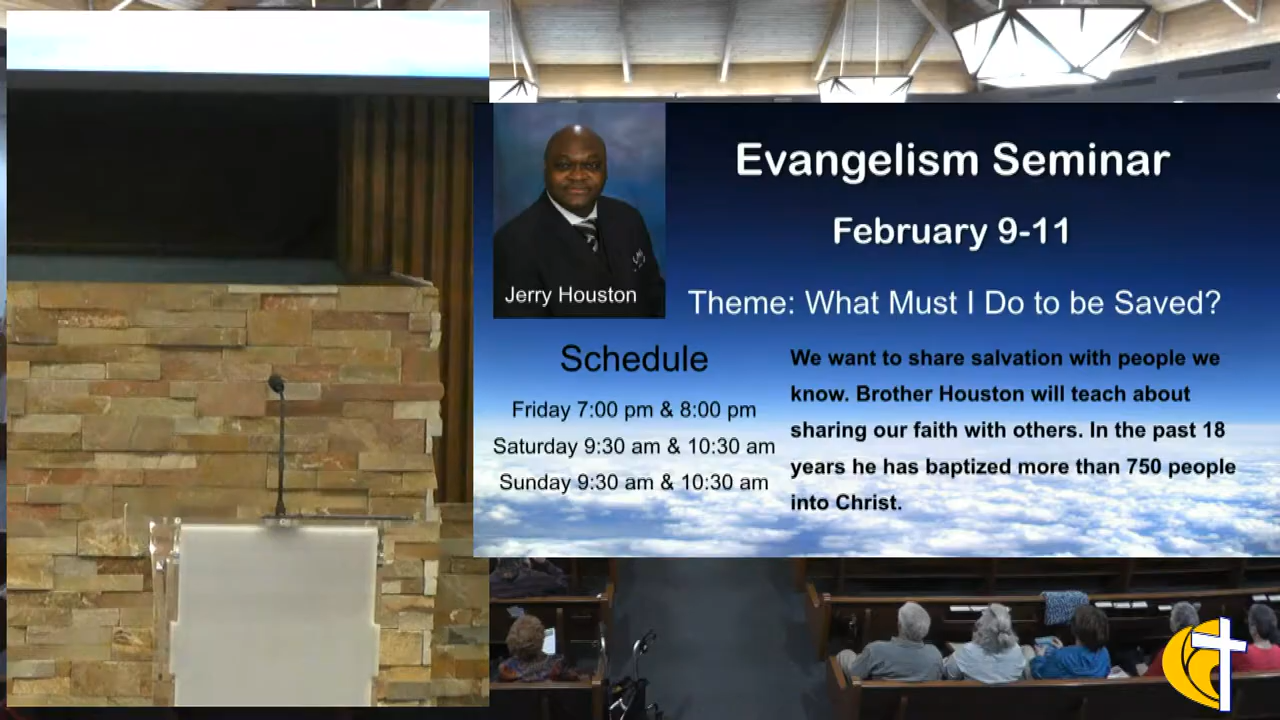 Evangelism Seminar
February 9-11
Jerry Houston
Theme: What Must I Do to be Saved?
Schedule
Friday 7:00 pm & 8:00 pm
Saturday 9:30 am & 10:30 am
Sunday 9:30 am & 10:30 am
We want to share salvation with people we
know. Brother Houston will teach about
sharing our faith with others. In the past 18
years he has baptized more than 750 people
into Christ.